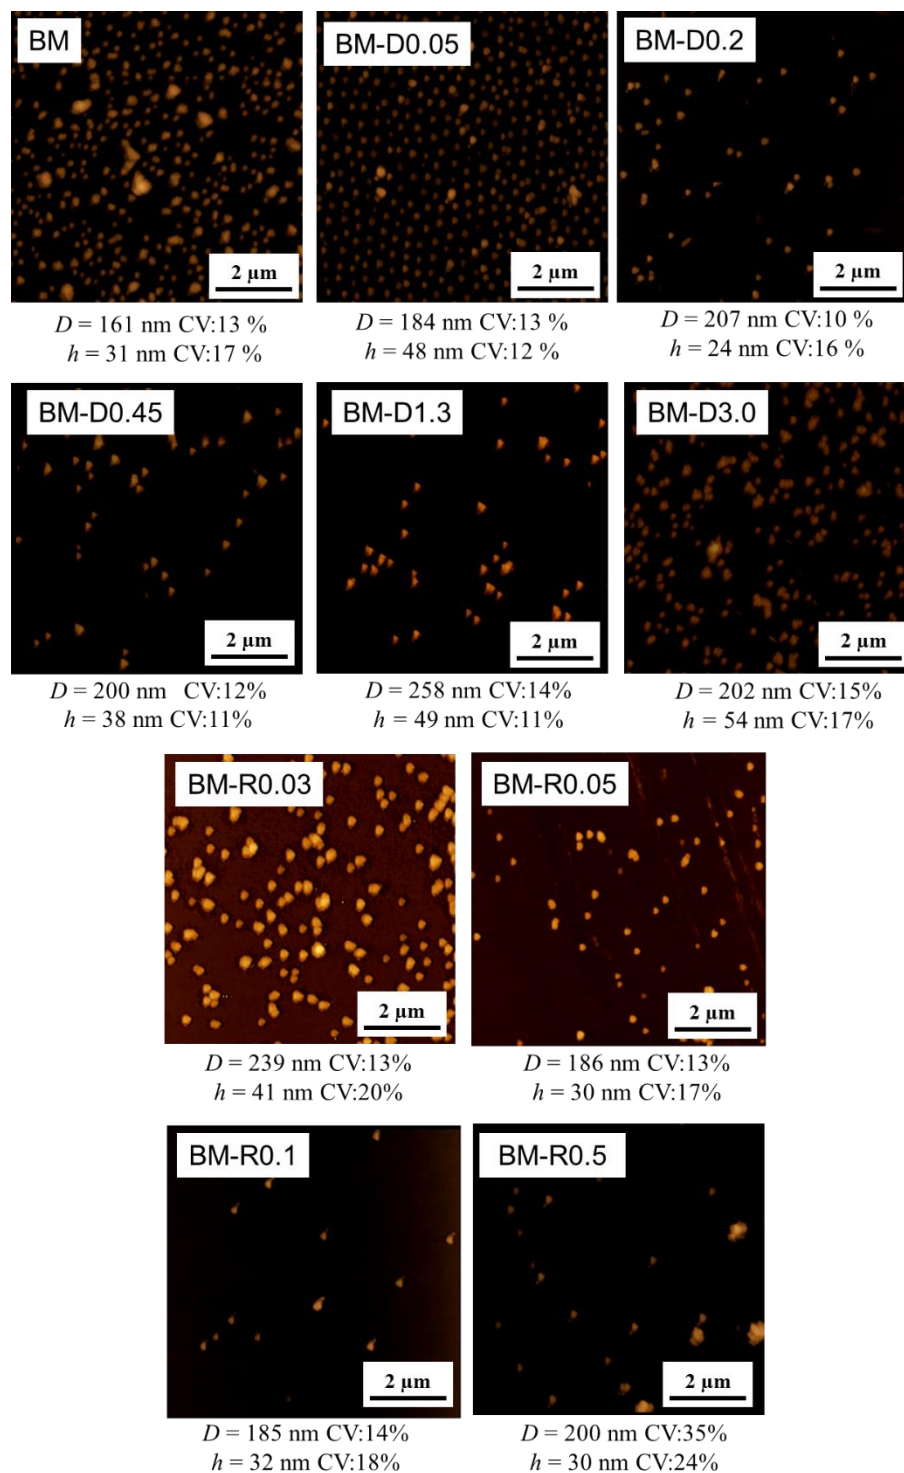 BM
BM-D0.05
BM-D0.2
2 µm
2 µm
2 µm
D = 161 nm CV:13 %
h = 31 nm CV:17 %
D = 184 nm CV:13 %
h = 48 nm CV:12 %
D = 207 nm CV:10 %
h = 24 nm CV:16 %
BM-D0.45
BM-D1.3
BM-D3.0
2 µm
2 µm
2 µm
D = 200 nm CV:12%
h = 38 nm CV:11%
D = 258 nm CV:14%
h = 49 nm CV:11%
D = 202 nm CV:15%
h = 54 nm CV:17%
BM-R0.03
BM-R0.05
2 µm
2 µm
D = 239 nm CV:13%
h = 41 nm CV:20%
D = 186 nm CV:13%
h = 30 nm CV:17%
BM-R0.1
BM-R0.5
2 µm
2 µm
D = 185 nm CV:14%
h = 32 nm CV:18%
D = 200 nm CV:35%
h = 30 nm CV:24%